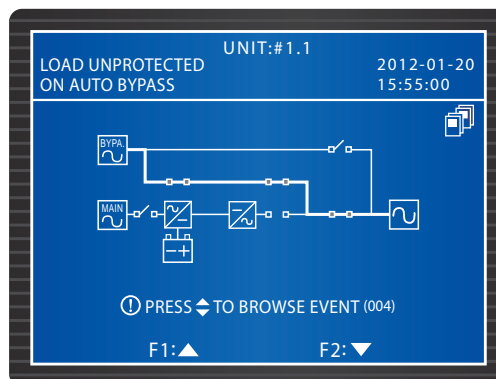 UNIT:#1.1
LOAD UNPROTECTED
ON AUTO BYPASS
2012-01-20
15:55:00
BYPA.
MAIN
PRESS TO BROWSE EVENT (004)
F1:
F2: